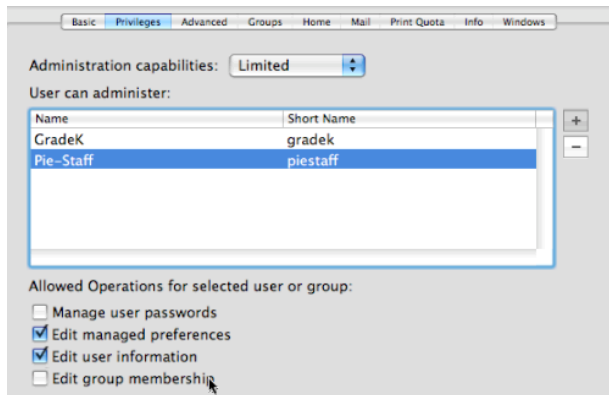 Basic Privileges Advanced Groups Home Mail Print Quota Info Windows
Administration capabilities: Limited
User can administer:
Name Short Name
GradeK gradek
Pie-Staff piestaff
Allowed Operations for selected user or group:
Manage user passwords
Edit managed preferences
Edit user information
Edit group membership